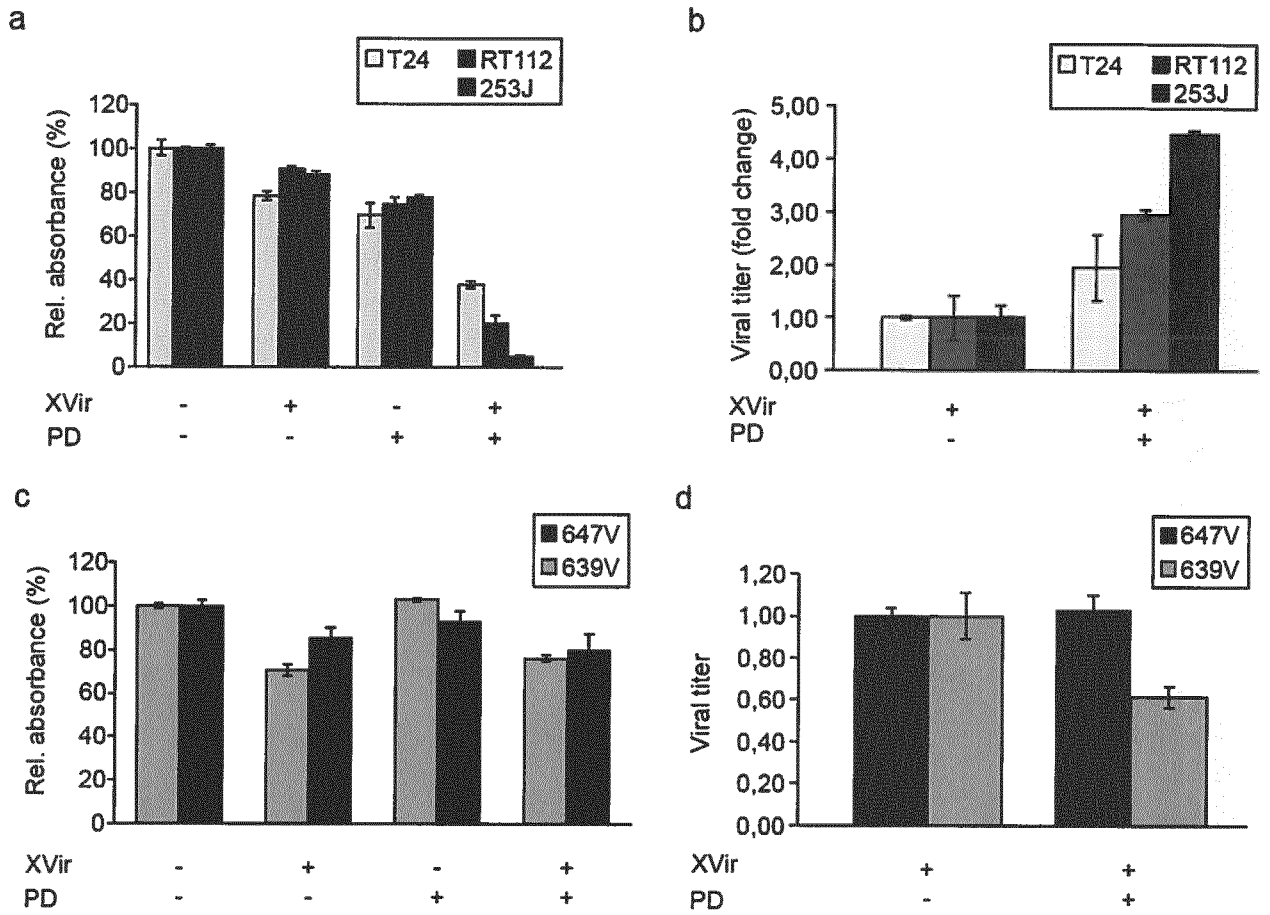 a
T24 RT112
253J
Rel. absorbance (%)
120
100
80
60
40
20
0
XVir - + - +
PD - - + +
b
T24 RT112
253J
Viral titer (fold change)
5,00
4,00
3,00
2,00
1,00
0,00
XVir + +
PD - +
c
647V
639V
Rel. absorbance (%)
120
100
80
60
40
20
0
XVir - + - +
PD - - + +
d
647V
639V
Viral titer
1,20
1,00
0,80
0,60
0,40
0,20
0,00
XVir + +
PD - +